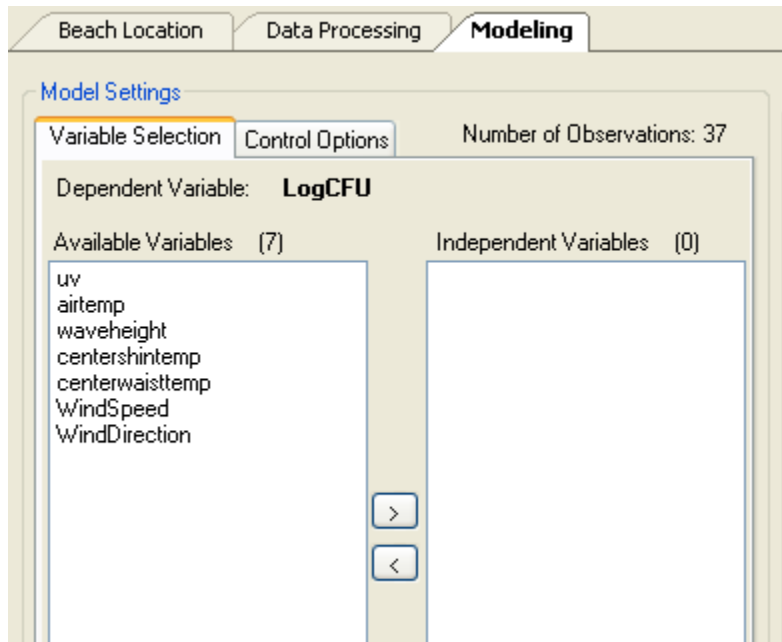 Beach Location Data Processing Modeling
Model Settings
Variable Selection Control Options Number of Observations: 37
Dependent Variable: LogCFU
Available Variables (7) Independent Variables (0)
uv
airtemp
waveheight
centershintemp
centerwaisttemp
WindSpeed
WindDirection
>
<